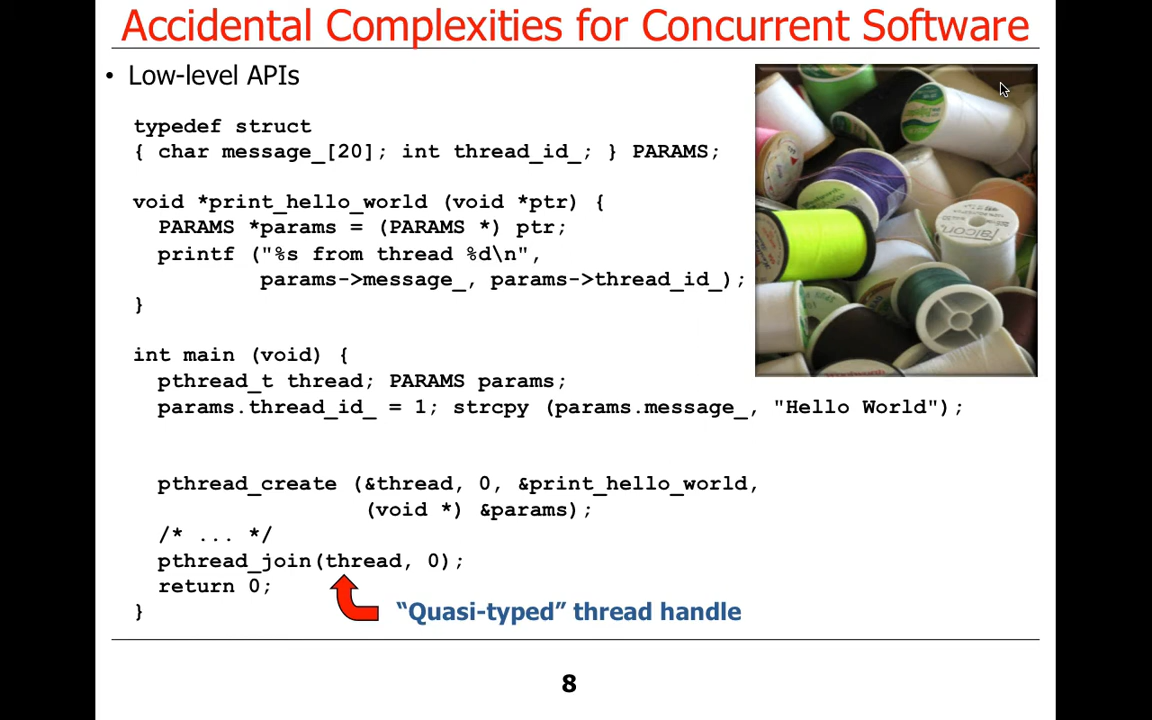 Accidental Complexities for Concurrent Software
• Low-level APIs
typedef struct
{ char message_[20]; int thread_id_; } PARAMS;
void *print_hello_world (void *ptr) {
PARAMS *params = (PARAMS *) ptr;
printf ("%s from thread %d\n",
params->message_, params->thread_id_);
}
int main (void) {
pthread_t thread; PARAMS params;
params.thread_id_ = 1; strcpy (params.message_, "Hello World");
pthread_create (&thread, 0, &print_hello_world,
(void *) &params);
/* ... */
pthread_join(thread, 0);
return 0;
}
“Quasi-typed” thread handle
falcon
8